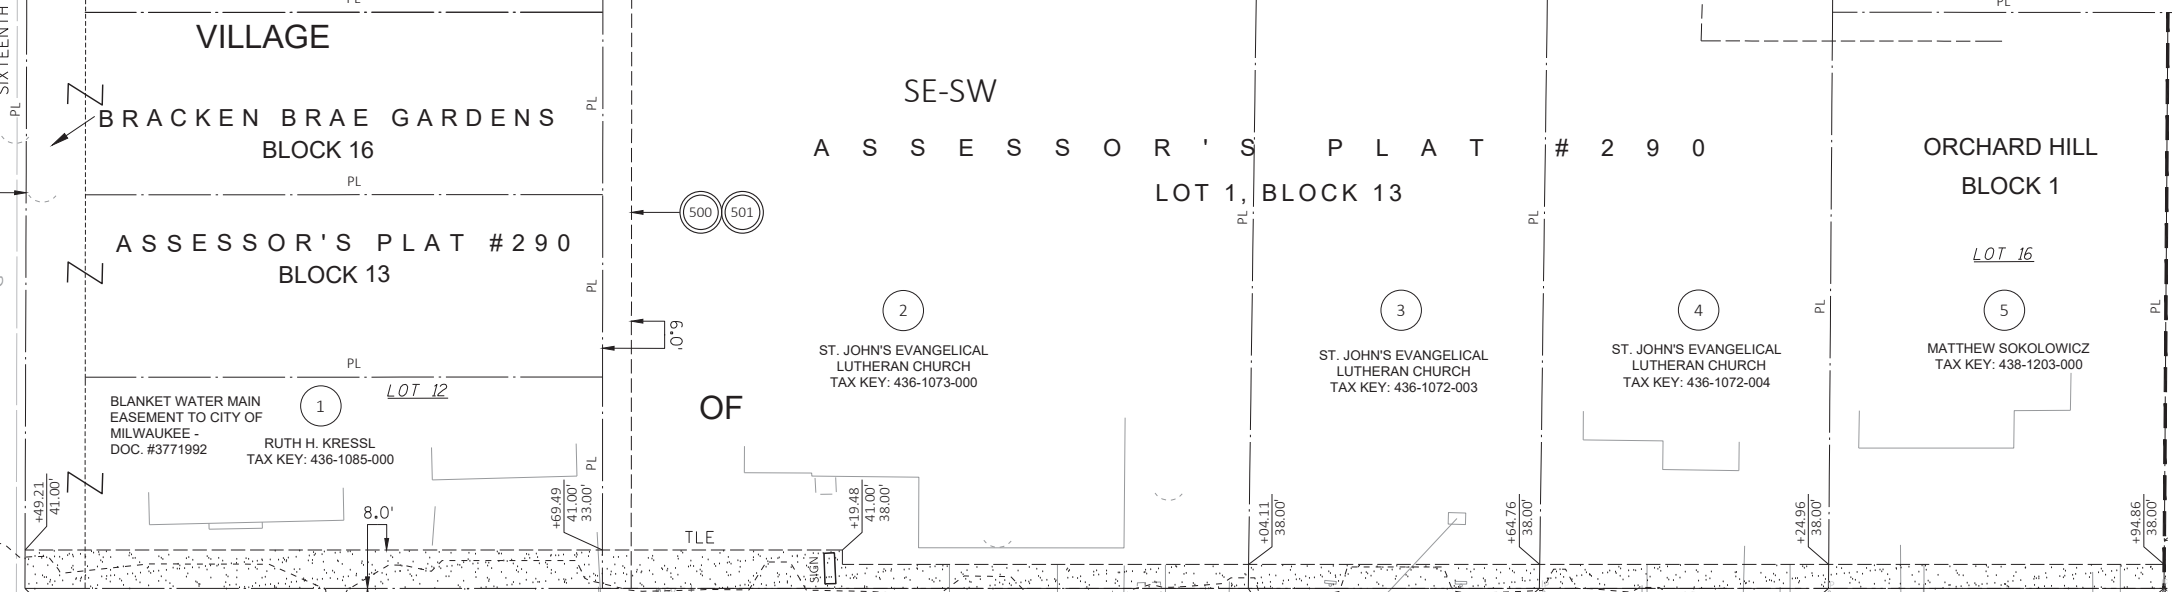 SIXTEENTH
PL
PL
PL
VILLAGE
BRACKEN BRAE GARDENS
BLOCK 16
PL
PL
ASSESSOR'S PLAT #290
BLOCK 13
PL
PL
LOT 12
1
BLANKET WATER MAIN
EASEMENT TO CITY OF
MILWAUKEE -
DOC. #3771992
RUTH H. KRESSL
TAX KEY: 436-1085-000
PL
+49.21
41.00'
8.0'
+69.49
41.00'
33.00'
6.0'
500 501
SE-SW
ASSESSOR'S PLAT #290
LOT 1, BLOCK 13
2
ST. JOHN'S EVANGELICAL
LUTHERAN CHURCH
TAX KEY: 436-1073-000
OF
TLE
SIGN
+19.48
41.00'
38.00'
PL
3
ST. JOHN'S EVANGELICAL
LUTHERAN CHURCH
TAX KEY: 436-1072-003
+04.11
38.00'
PL
4
ST. JOHN'S EVANGELICAL
LUTHERAN CHURCH
TAX KEY: 436-1072-004
+64.76
38.00'
PL
PL
ORCHARD HILL
BLOCK 1
LOT 16
5
MATTHEW SOKOLOWICZ
TAX KEY: 438-1203-000
PL
+24.96
38.00'
+94.86
38.00'